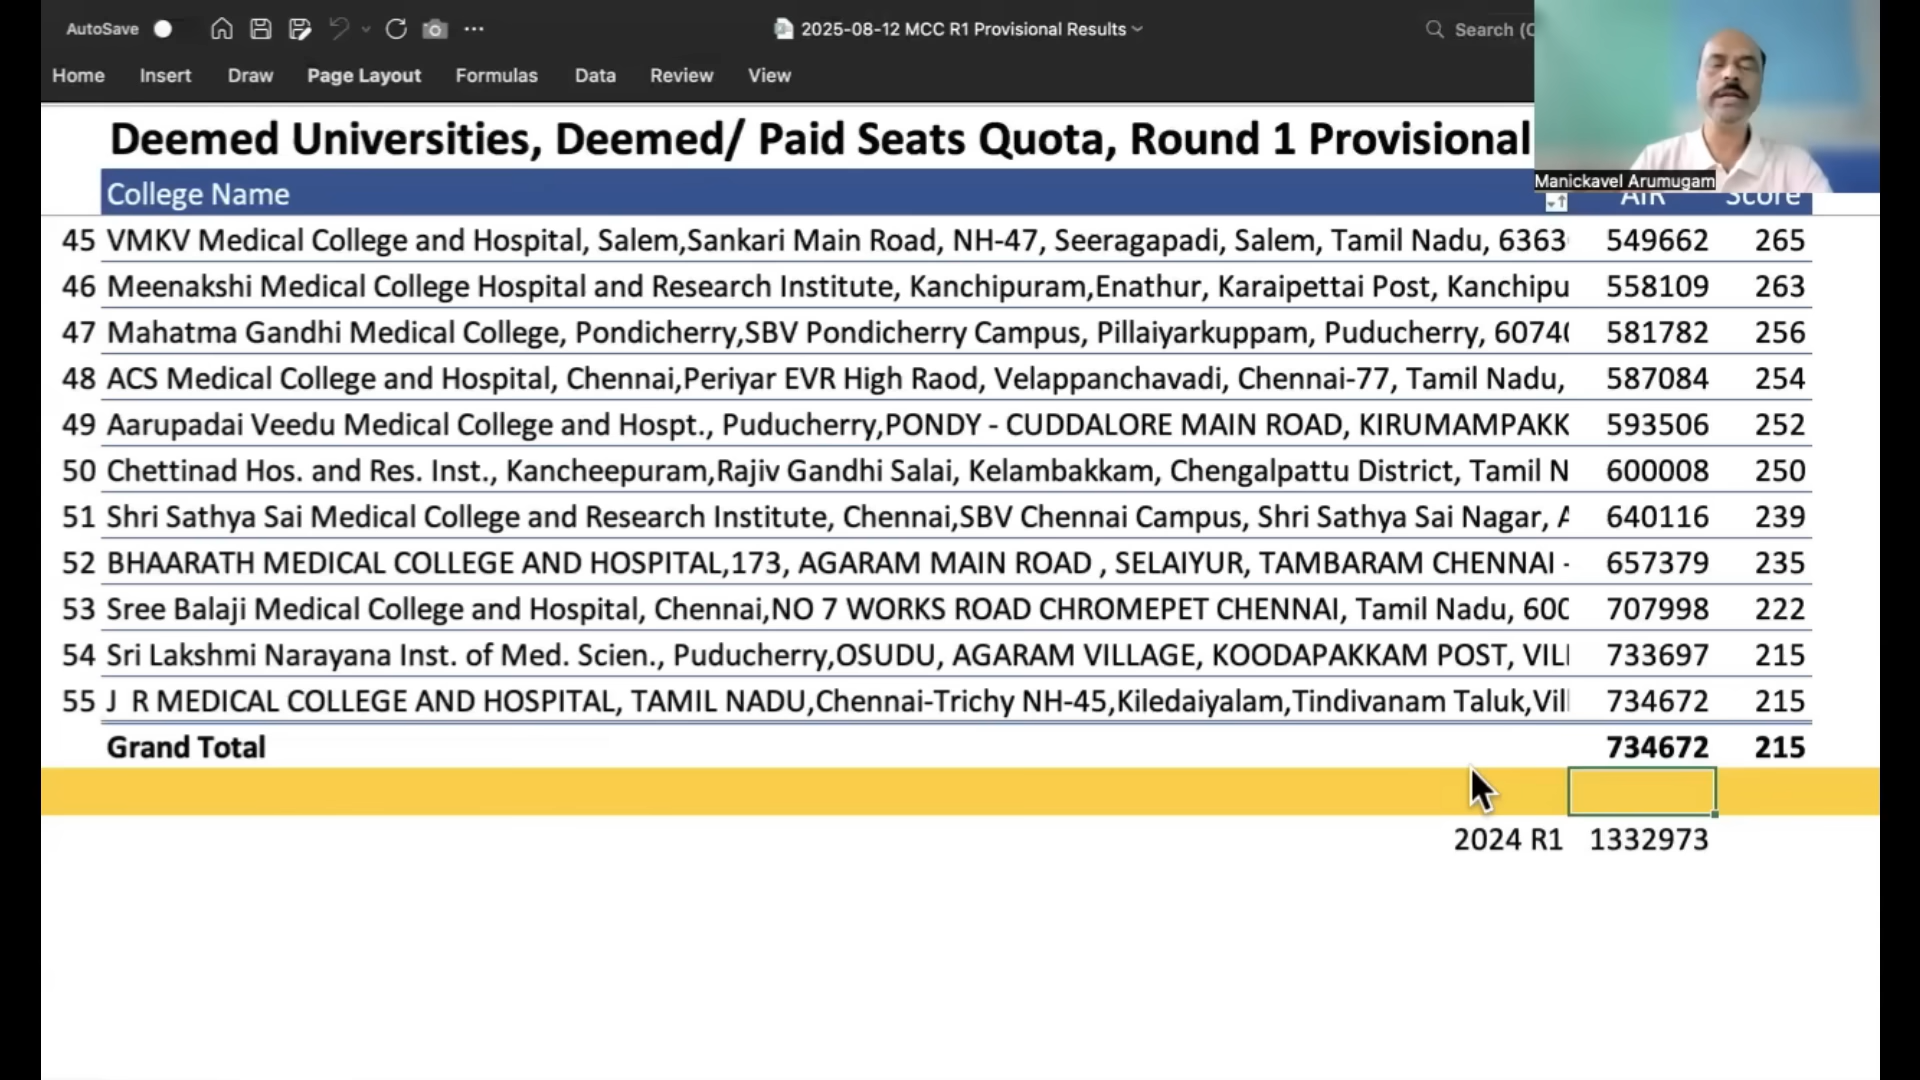 AutoSave
2025-08-12 MCC R1 Provisional Results
Search (C
Home Insert Draw Page Layout Formulas Data Review View
Manickavel Arumugam
Deemed Universities, Deemed/ Paid Seats Quota, Round 1 Provisional
College Name AIR Score
45 VMKV Medical College and Hospital, Salem,Sankari Main Road, NH-47, Seeragapadi, Salem, Tamil Nadu, 6363 549662 265
46 Meenakshi Medical College Hospital and Research Institute, Kanchipuram,Enathur, Karaipettai Post, Kanchipu 558109 263
47 Mahatma Gandhi Medical College, Pondicherry,SBV Pondicherry Campus, Pillaiyarkuppam, Puducherry, 6074 581782 256
48 ACS Medical College and Hospital, Chennai,Periyar EVR High Raod, Velappanchavadi, Chennai-77, Tamil Nadu, 587084 254
49 Aarupadai Veedu Medical College and Hospt., Puducherry,PONDY - CUDDALORE MAIN ROAD, KIRUMAMPAKK 593506 252
50 Chettinad Hos. and Res. Inst., Kancheepuram,Rajiv Gandhi Salai, Kelambakkam, Chengalpattu District, Tamil N 600008 250
51 Shri Sathya Sai Medical College and Research Institute, Chennai,SBV Chennai Campus, Shri Sathya Sai Nagar, 640116 239
52 BHAARATH MEDICAL COLLEGE AND HOSPITAL,173, AGARAM MAIN ROAD , SELAIYUR, TAMBARAM CHENNAI - 657379 235
53 Sree Balaji Medical College and Hospital, Chennai,NO 7 WORKS ROAD CHROMEPET CHENNAI, Tamil Nadu, 600 707998 222
54 Sri Lakshmi Narayana Inst. of Med. Scien., Puducherry,OSUDU, AGARAM VILLAGE, KOODAPAKKAM POST, VIL 733697 215
55 J R MEDICAL COLLEGE AND HOSPITAL, TAMIL NADU,Chennai-Trichy NH-45,Kiledaiyalam,Tindivanam Taluk,Vil 734672 215
Grand Total 734672 215
2024 R1 1332973